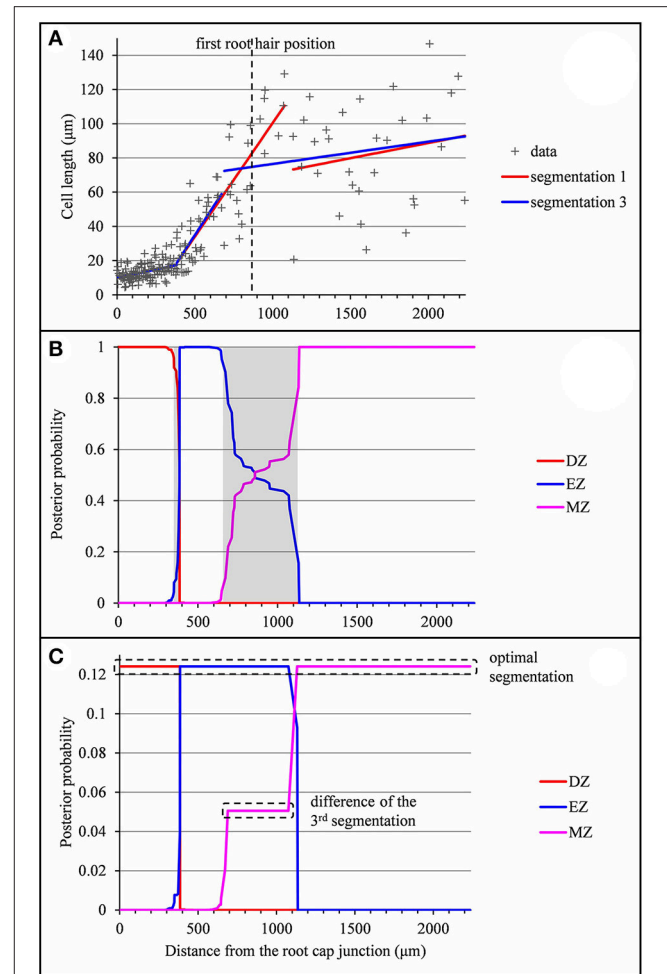 A
first root hair position
140
120
100
80
60
40
20
0
Cell length (µm)
0 500 1000 1500 2000
data
segmentation 1
segmentation 3
B
1
0.8
0.6
0.4
0.2
0
Posterior probability
0 500 1000 1500 2000
DZ
EZ
MZ
C
0.12
0.1
0.08
0.06
0.04
0.02
0
Posterior probability
optimal
segmentation
difference of the
3rd segmentation
DZ
EZ
MZ
0 500 1000 1500 2000
Distance from the root cap junction (µm)